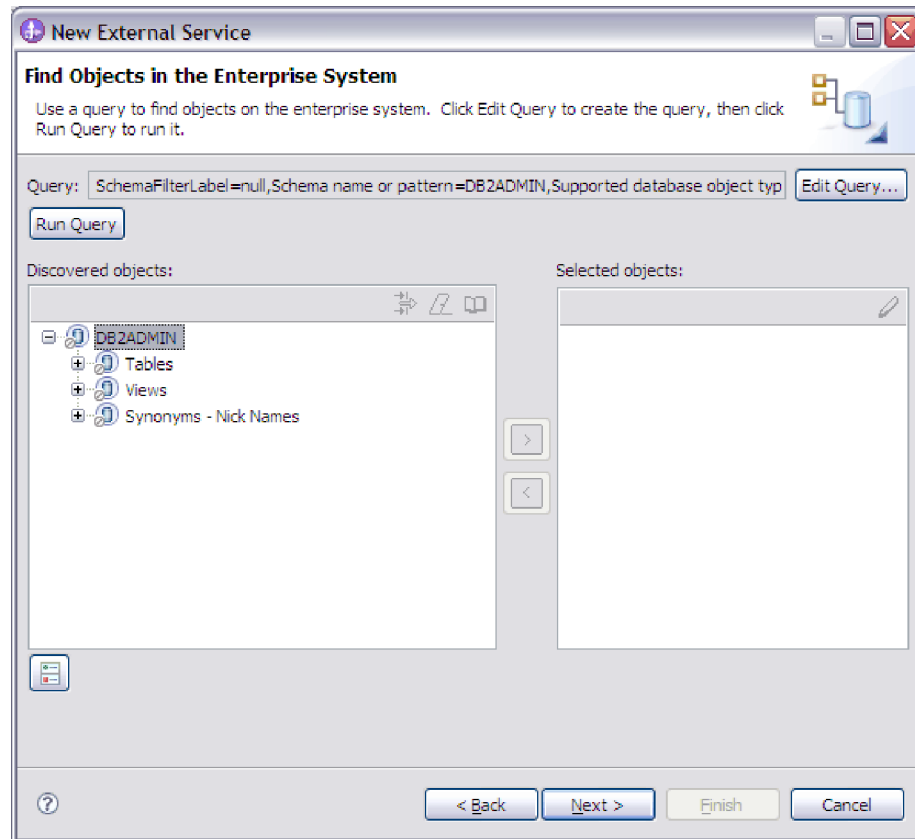 New External Service
Find Objects in the Enterprise System
Use a query to find objects on the enterprise system. Click Edit Query to create the query, then click
Run Query to run it.
Query: SchemaFilterLabel=null,Schema name or pattern=DB2ADMIN,Supported database object typ Edit Query...
Run Query
Discovered objects: Selected objects:
DB2ADMIN
Tables
Views
Synonyms - Nick Names
>
<
? < Back Next > Finish Cancel